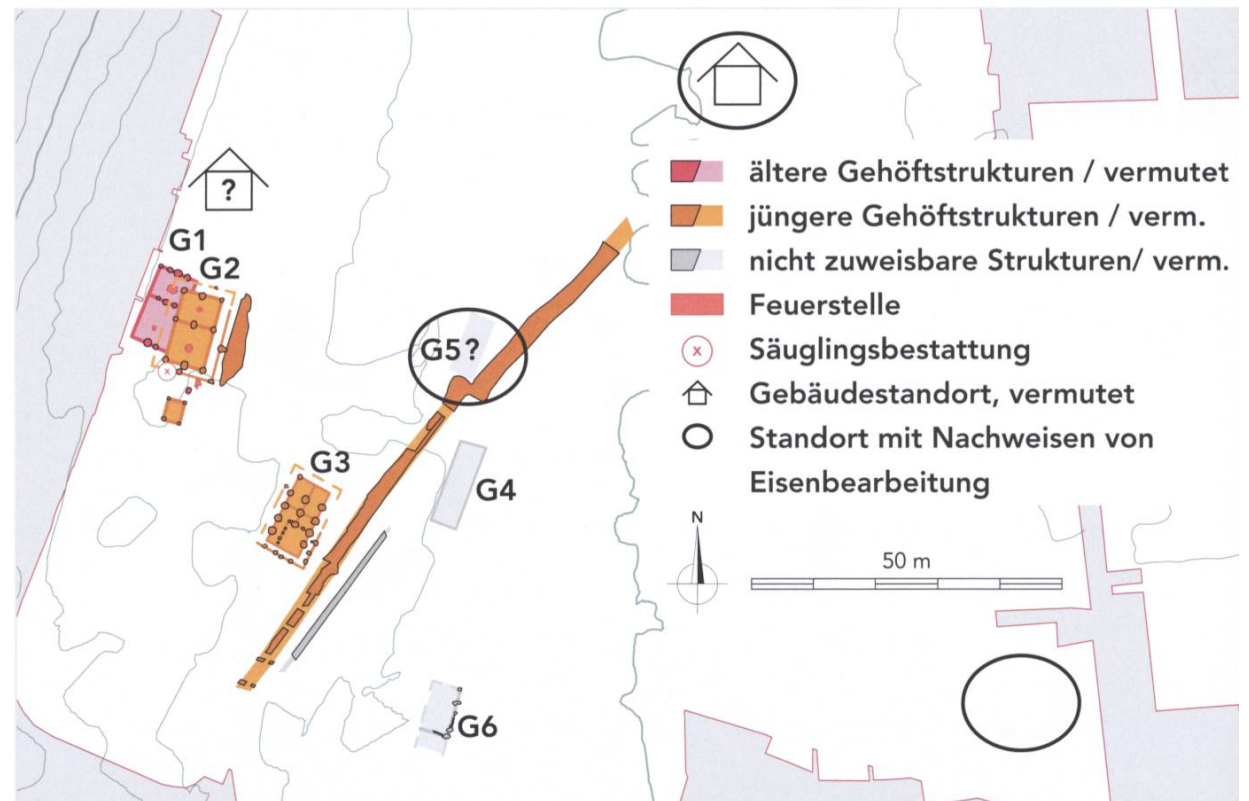 ältere Gehöftstrukturen / vermutet
jüngere Gehöftstrukturen / verm.
nicht zuweisbare Strukturen/ verm.
Feuerstelle
x Säuglingsbestattung
Gebäudestandort, vermutet
Standort mit Nachweisen von
Eisenbearbeitung
?
G1
G2
x
G5?
G3
G4
G6
N
50 m